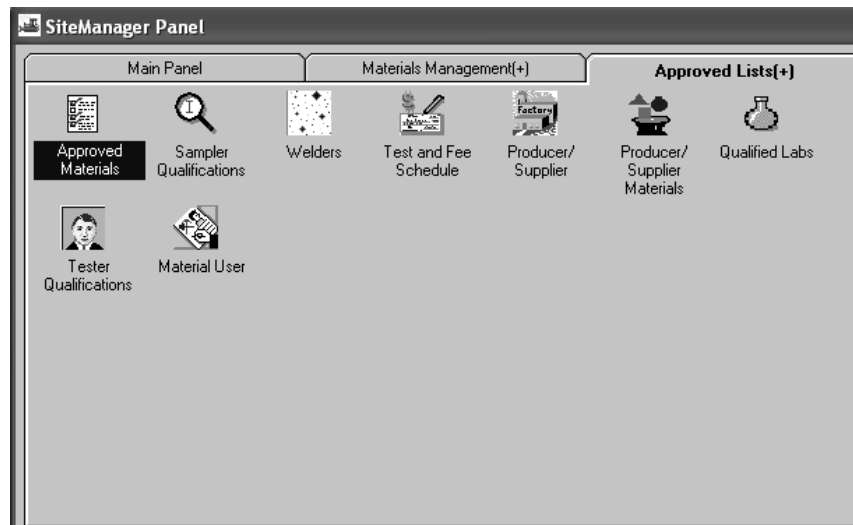 SiteManager Panel
Main Panel
Materials Management(+)
Approved Lists(+)
Approved
Materials
Sampler
Qualifications
Welders
Test and Fee
Schedule
Factory
Producer/
Supplier
Producer/
Supplier
Materials
Qualified Labs
Tester
Qualifications
Material User